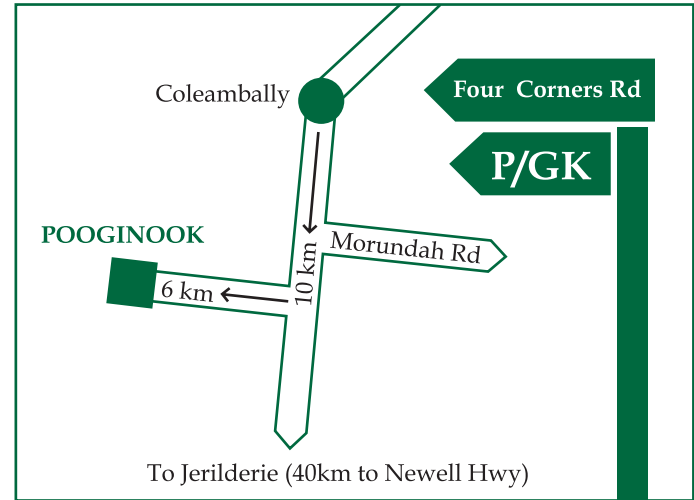 Coleambally
Four Corners Rd
P/GK
POOGINOOK
Morundah Rd
10 km
6 km
To Jerilderie (40km to Newell Hwy)